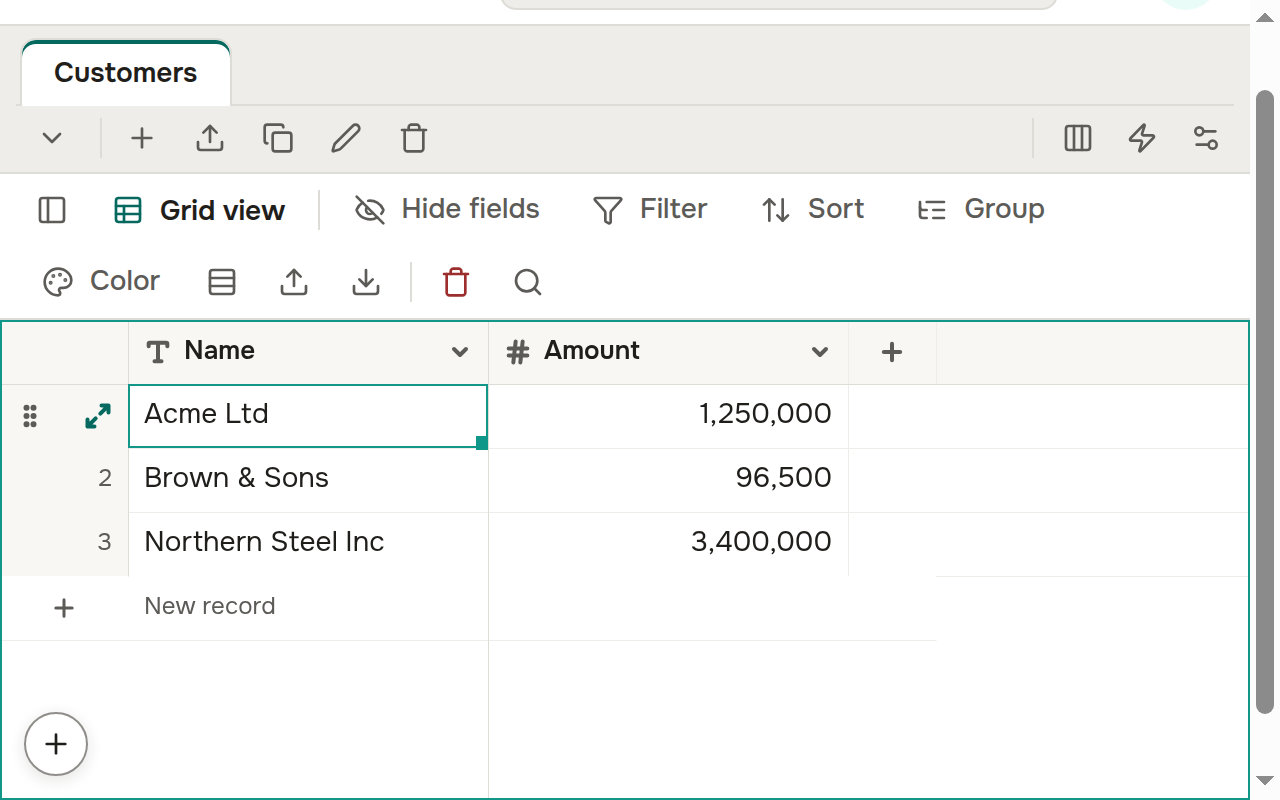 Customers
Grid view Hide fields Filter Sort Group
Color
Name Amount
Acme Ltd 1,250,000
2 Brown & Sons 96,500
3 Northern Steel Inc 3,400,000
New record